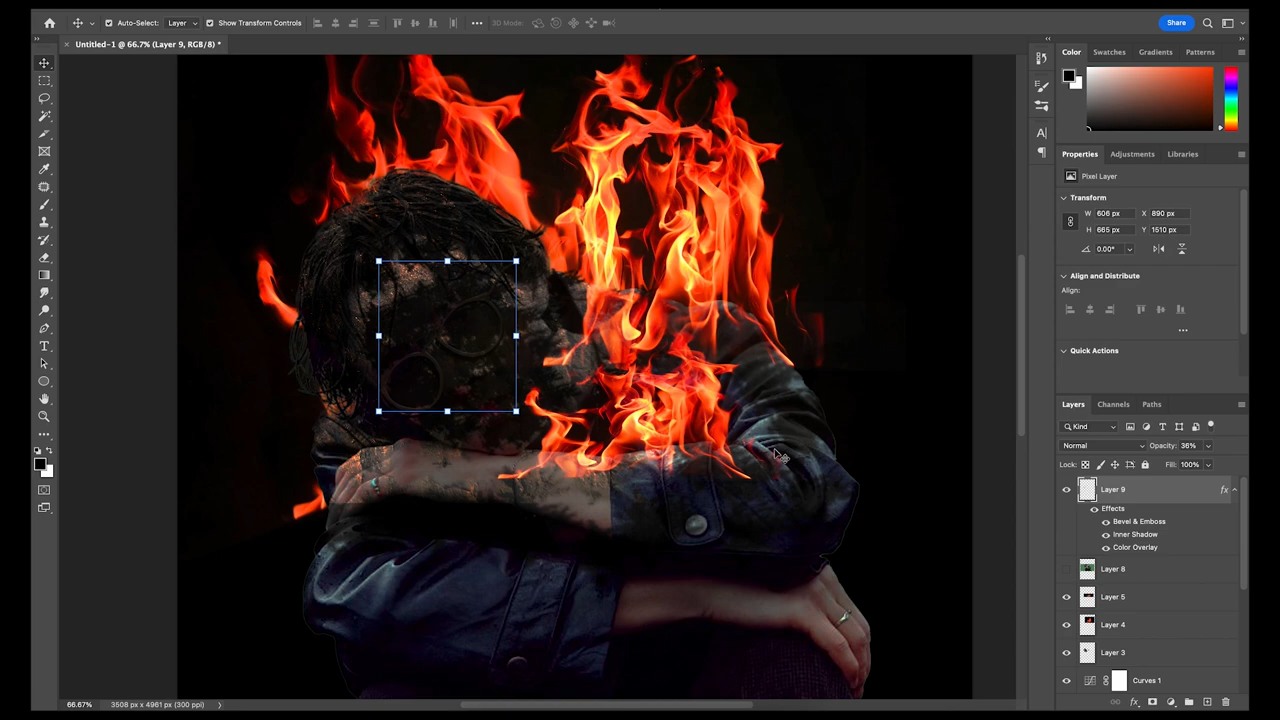 Auto-Select: Layer Show Transform Controls 3D Mode: Share
× Untitled-1 @ 66.7% (Layer 9, RGB/8) *
Color Swatches Gradients Patterns
Properties Adjustments Libraries
Pixel Layer
Transform
W 606 px X 890 px
H 665 px Y 1510 px
0.00°
Align and Distribute
Align:
Quick Actions
Layers Channels Paths
Kind
Normal Opacity: 36%
Lock: Fill: 100%
Layer 9 fx
Effects
Bevel & Emboss
Inner Shadow
Color Overlay
Layer 8
Layer 5
Layer 4
Layer 3
Curves 1
66.67% 3508 px x 4961 px (300 ppi)